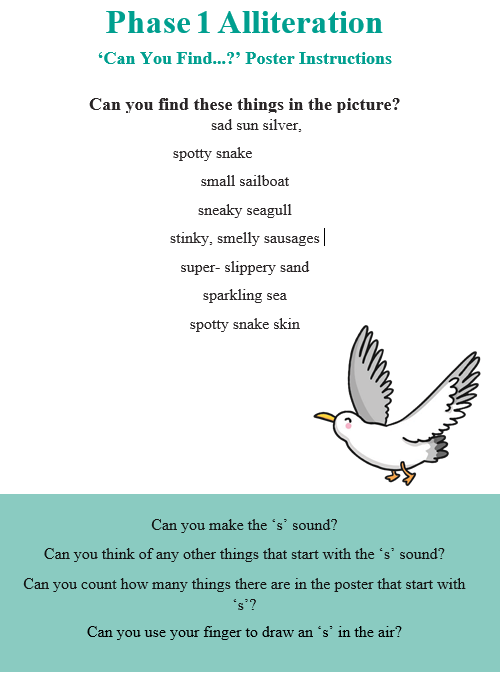 Phase 1 Alliteration
‘Can You Find...?’ Poster Instructions
Can you find these things in the picture?
sad sun silver,
spotty snake
small sailboat
sneaky seagull
stinky, smelly sausages
super- slippery sand
sparkling sea
spotty snake skin
Can you make the ‘s’ sound?
Can you think of any other things that start with the ‘s’ sound?
Can you count how many things there are in the poster that start with
‘s’?
Can you use your finger to draw an ‘s’ in the air?